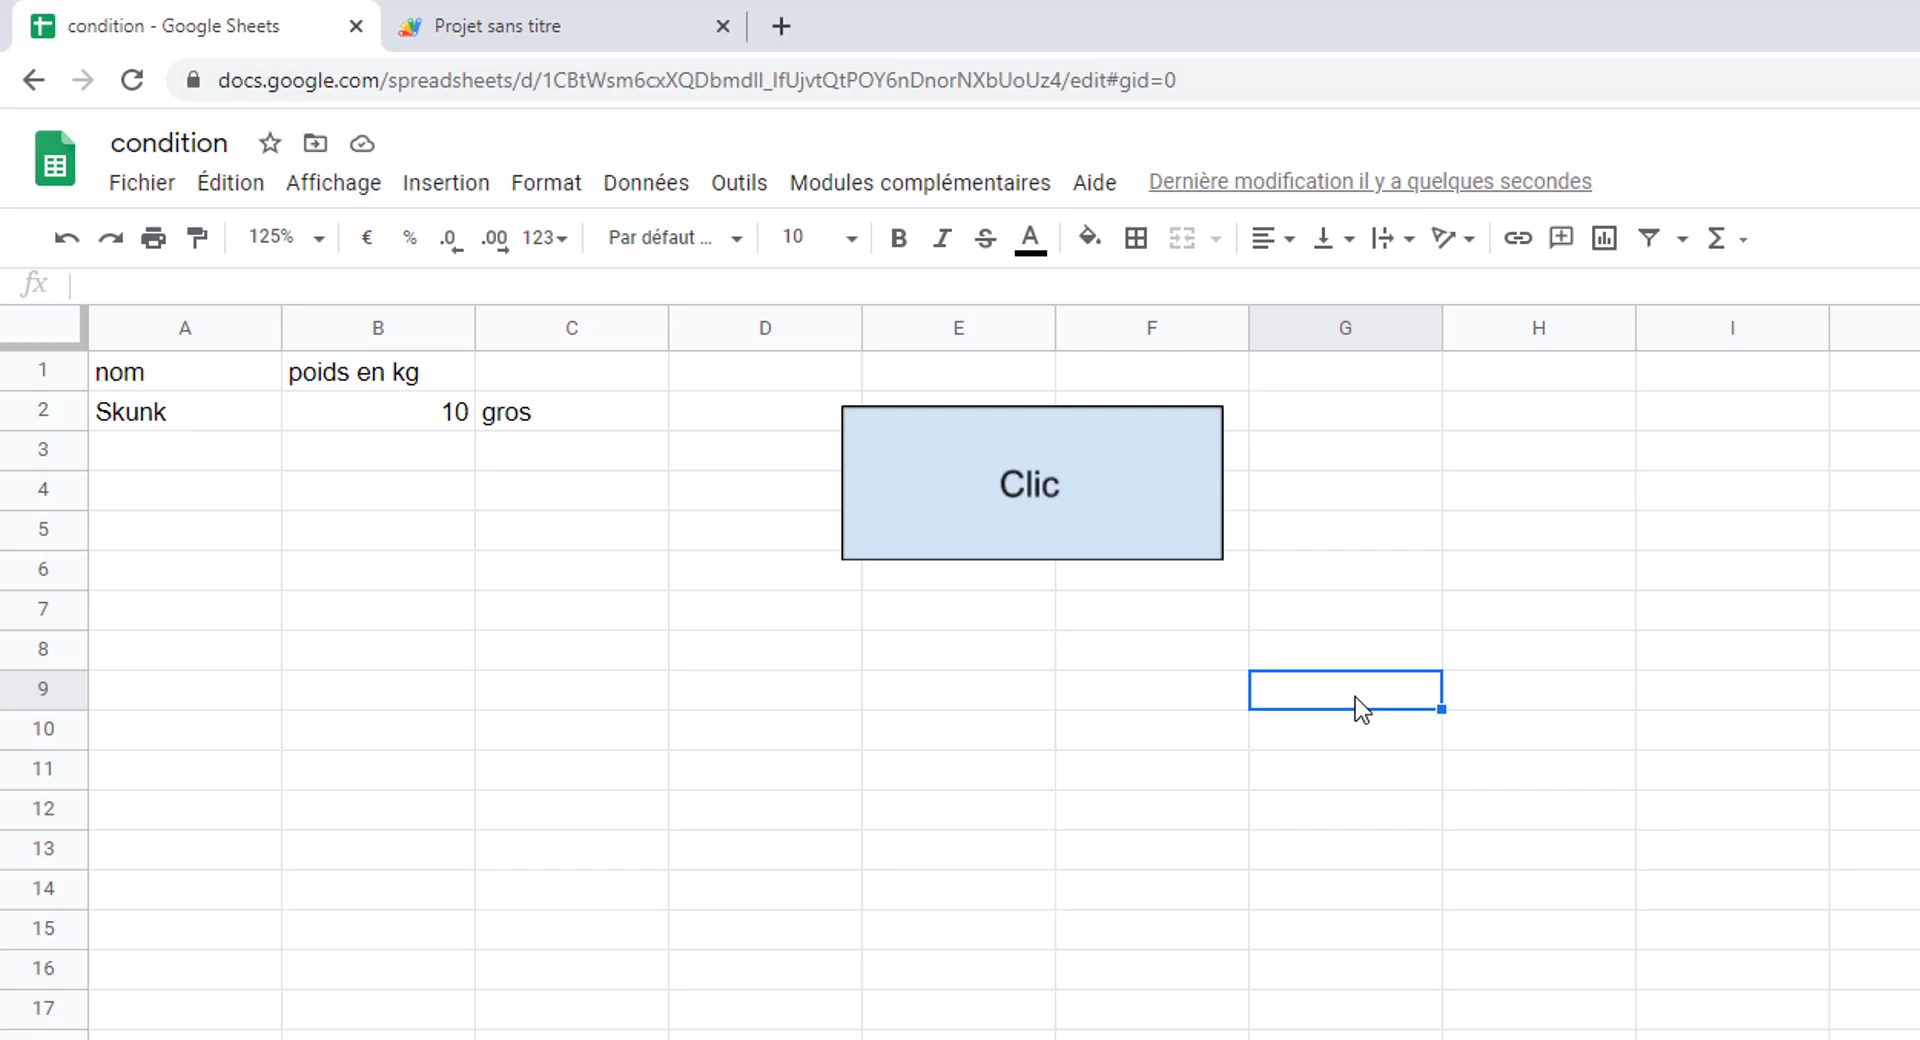 condition - Google Sheets
Projet sans titre
docs.google.com/spreadsheets/d/1CBtWsm6cxXQDbmdlI_IfUjvtQtPOY6nDnorNXbUoUz4/edit#gid=0
condition
Fichier Édition Affichage Insertion Format Données Outils Modules complémentaires Aide Dernière modification il y a quelques secondes
125% € % .0 .00 123 Par défaut ... 10 B I S A Σ
fx
A B C D E F G H I
1 nom poids en kg
2 Skunk 10 gros
3
4 Clic
5
6
7
8
9
10
11
12
13
14
15
16
17